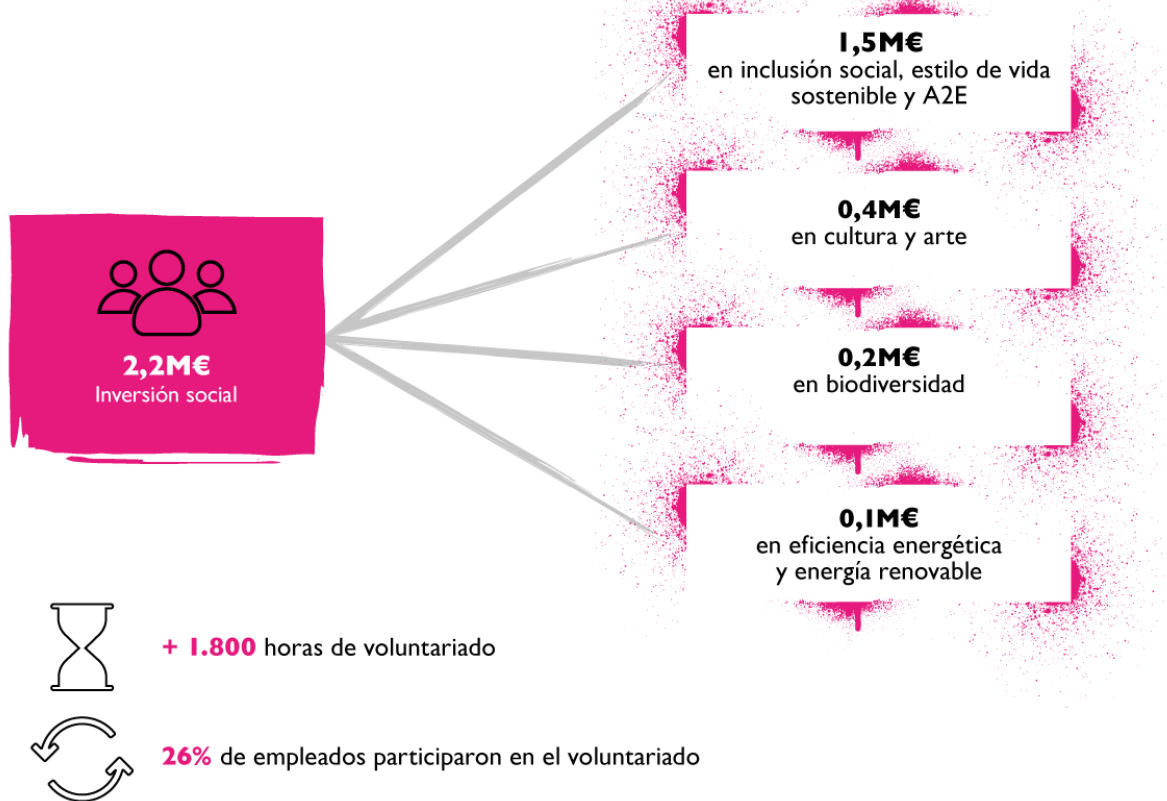 1,5M€
en inclusión social, estilo de vida
sostenible y A2E
0,4M€
en cultura y arte
2,2M€
Inversión social
0,2M€
en biodiversidad
0,1M€
en eficiencia energética
y energía renovable
+ 1.800 horas de voluntariado
26% de empleados participaron en el voluntariado